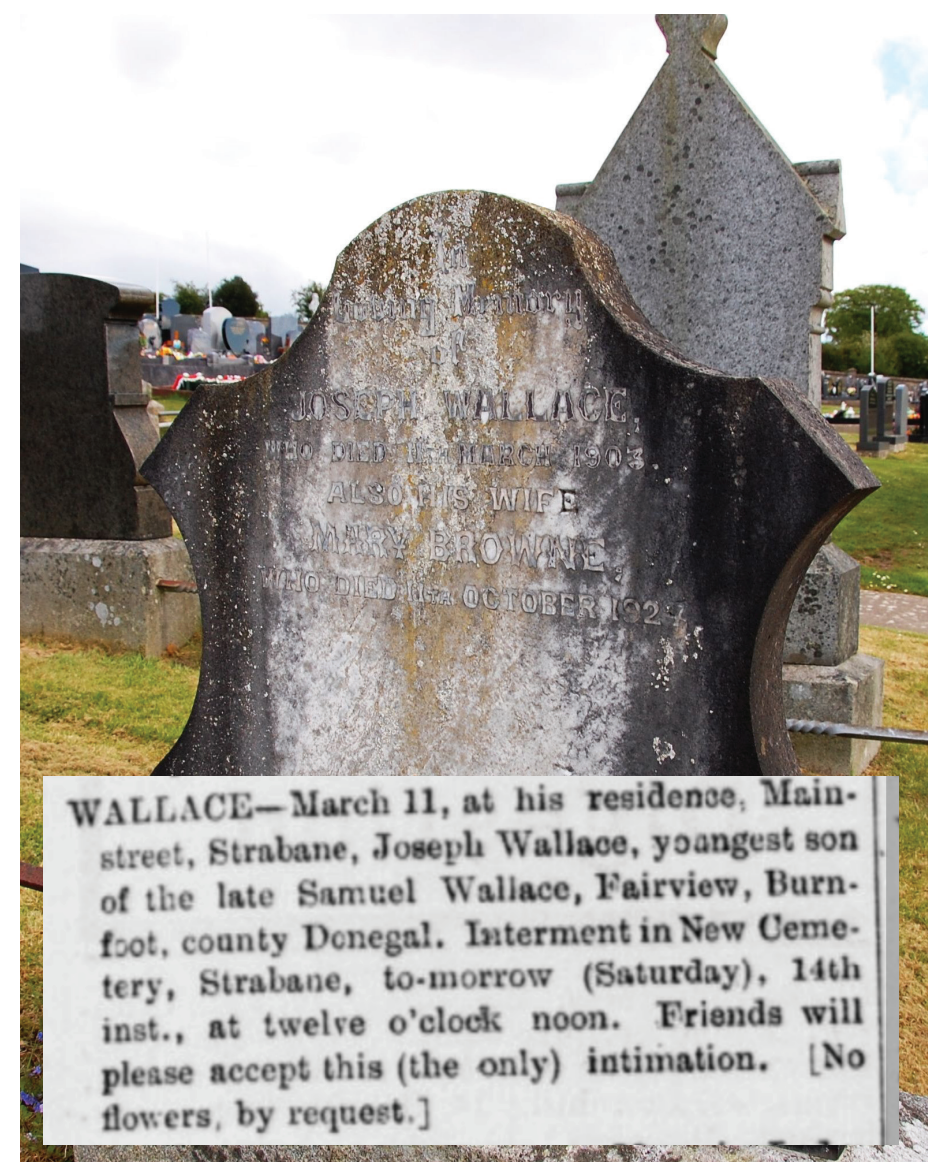 In
Loving Memory
of
JOSEPH WALLACE,
WHO DIED 11TH MARCH 1903.
ALSO HIS WIFE
MARY BROWNE,
WHO DIED 11TH OCTOBER
WALLACE—March 11, at his residence, Main-
street, Strabane, Joseph Wallace, youngest son
of the late Samuel Wallace, Fairview, Burn-
foot, county Donegal. Interment in New Ceme-
tery, Strabane, to-morrow (Saturday), 14th
inst., at twelve o'clock noon. Friends will
please accept this (the only) intimation. [No
flowers, by request.]